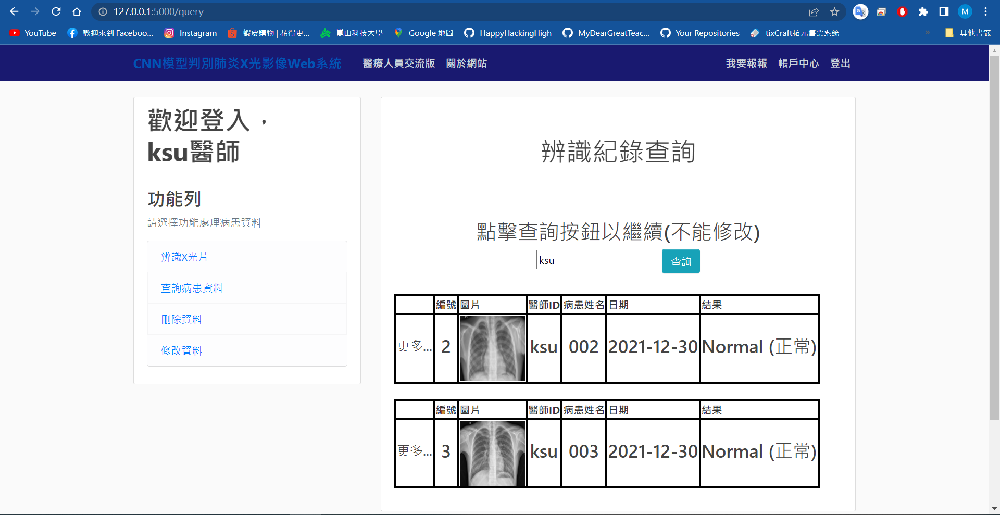 127.0.0.1:5000/query
M
YouTube
歡迎來到 Faceboo...
Instagram
蝦皮購物 | 花得更...
崑山科技大學
Google 地圖
HappyHackingHigh
MyDearGreatTeac...
Your Repositories
tixCraft拓元售票系統
»
其他書籤
CNN模型判別肺炎X光影像Web系統
醫療人員交流版
關於網站
我要報報
帳戶中心
登出
歡迎登入，
ksu醫師
功能列
請選擇功能處理病患資料
辨識X光片
查詢病患資料
刪除資料
修改資料
辨識紀錄查詢
點擊查詢按鈕以繼續(不能修改)
ksu 查詢
編號 圖片 醫師ID 病患姓名 日期 結果
更多... 2 ksu 002 2021-12-30 Normal (正常)
編號 圖片 醫師ID 病患姓名 日期 結果
更多... 3 ksu 003 2021-12-30 Normal (正常)